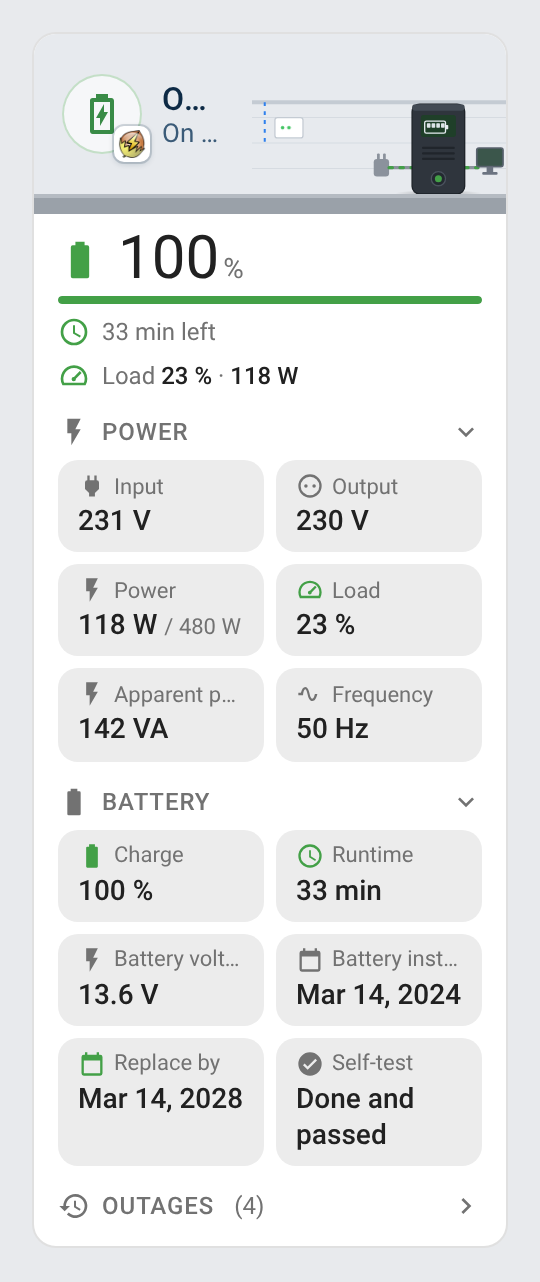 O...
On ...
100 %
33 min left
Load 23 % · 118 W
POWER
Input
231 V
Output
230 V
Power
118 W / 480 W
Load
23 %
Apparent p...
142 VA
Frequency
50 Hz
BATTERY
Charge
100 %
Runtime
33 min
Battery volt...
13.6 V
Battery inst...
Mar 14, 2024
Replace by
Mar 14, 2028
Self-test
Done and
passed
OUTAGES (4)